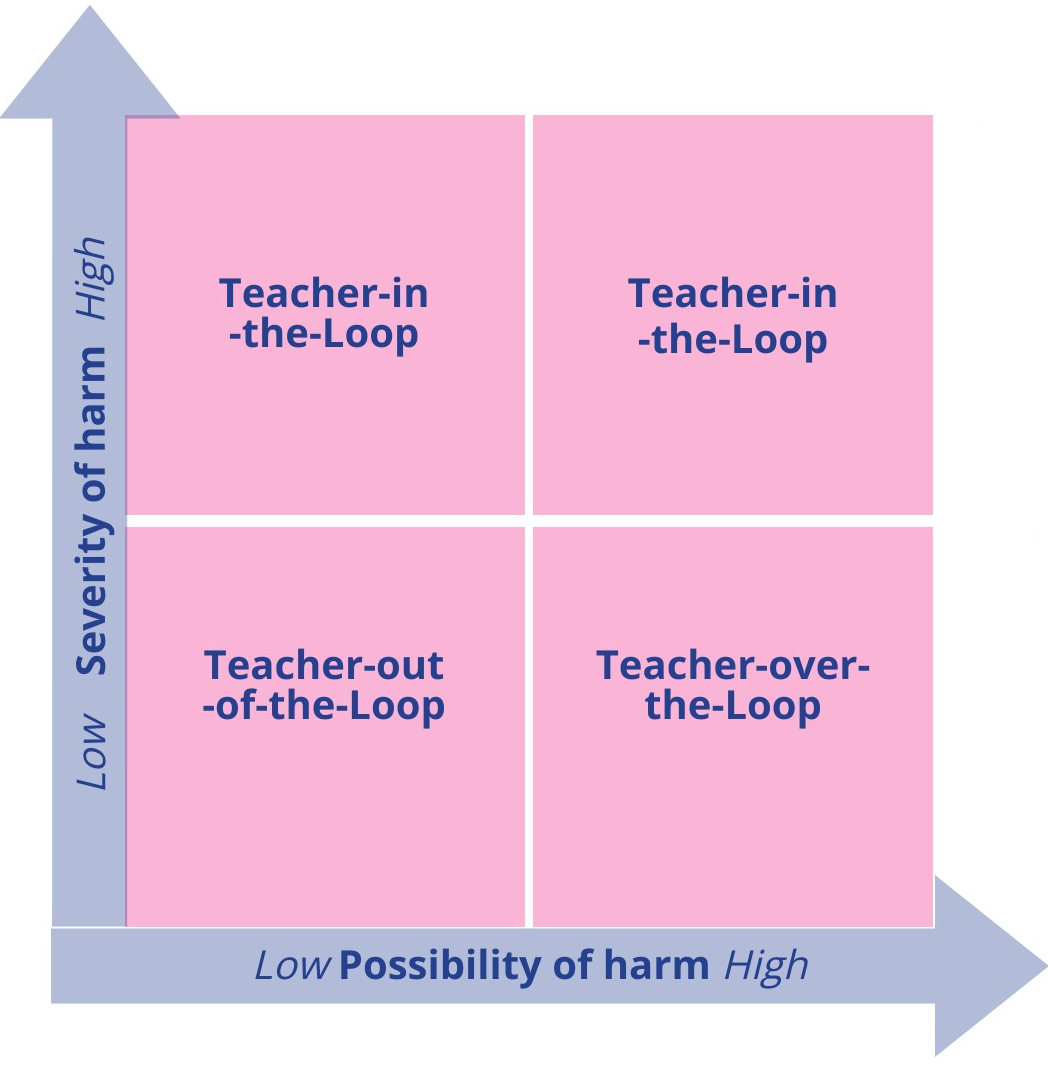 Teacher-in
-the-Loop
Teacher-in
-the-Loop
Teacher-out
-of-the-Loop
Teacher-over-
the-Loop
Low Severity of harm High
Low Possibility of harm High